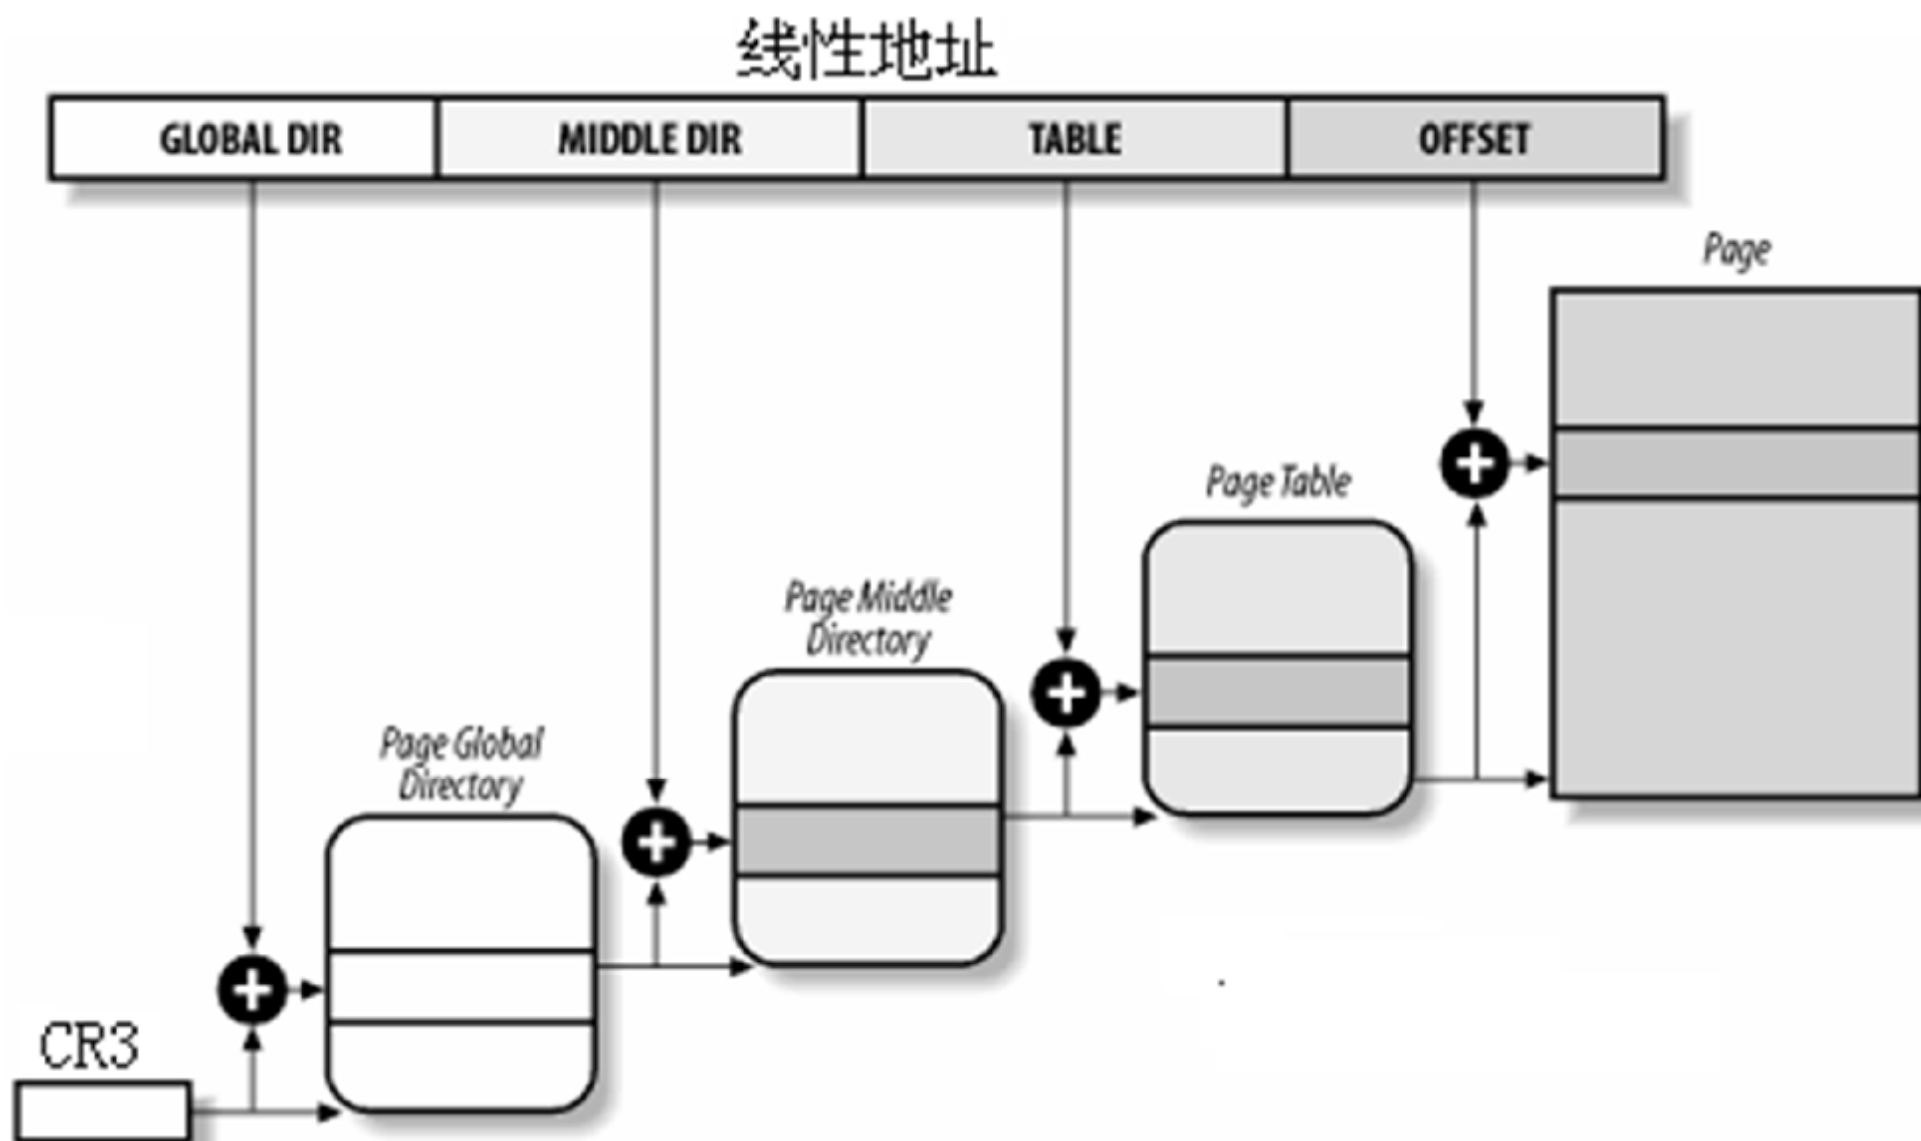 线性地址
GLOBAL DIR
MIDDLE DIR
TABLE
OFFSET
Page
Page Table
Page Middle
Directory
Page Global
Directory
CR3